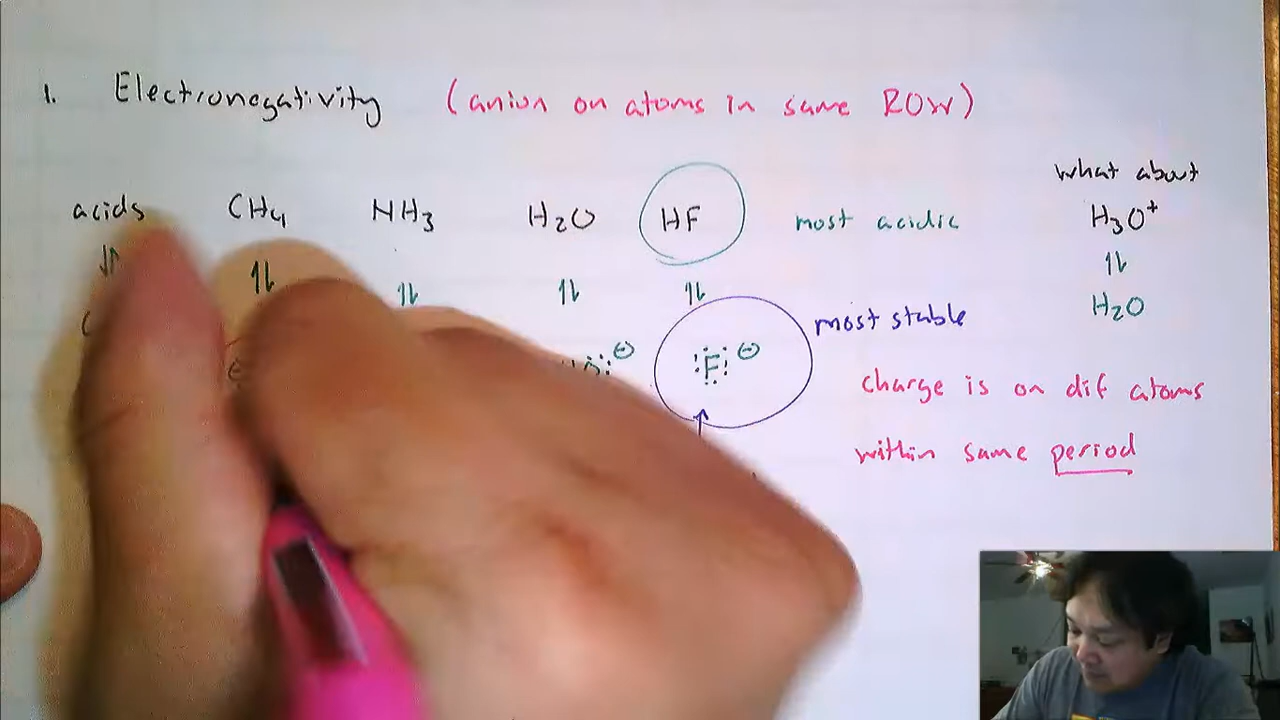 1. Electronegativity (anion on atoms in same ROW)
what about
acids CH4 NH3 H2O HF most acidic H3O+
⇌ ⇌ ⇌ ⇌ ⇌ ⇌
H2O
most stable
:F: ⊖
charge is on dif atoms
within same period